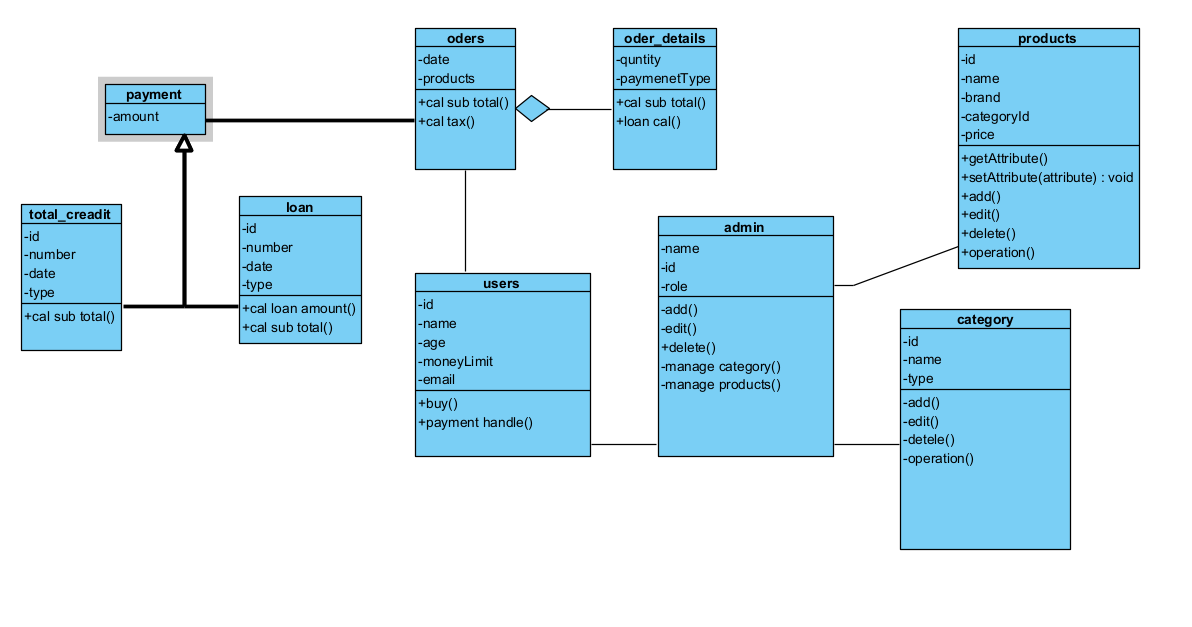 oders
-date
-products
+cal sub total()
+cal tax()
oder_details
-quntity
-paymenetType
+cal sub total()
+loan cal()
products
-id
-name
-brand
-categoryId
-price
+getAttribute()
+setAttribute(attribute) : void
+add()
+edit()
+delete()
+operation()
payment
-amount
total_creadit
-id
-number
-date
-type
+cal sub total()
loan
-id
-number
-date
-type
+cal loan amount()
+cal sub total()
users
-id
-name
-age
-moneyLimit
-email
+buy()
+payment handle()
admin
-name
-id
-role
-add()
-edit()
+delete()
-manage category()
-manage products()
category
-id
-name
-type
-add()
-edit()
-detele()
-operation()